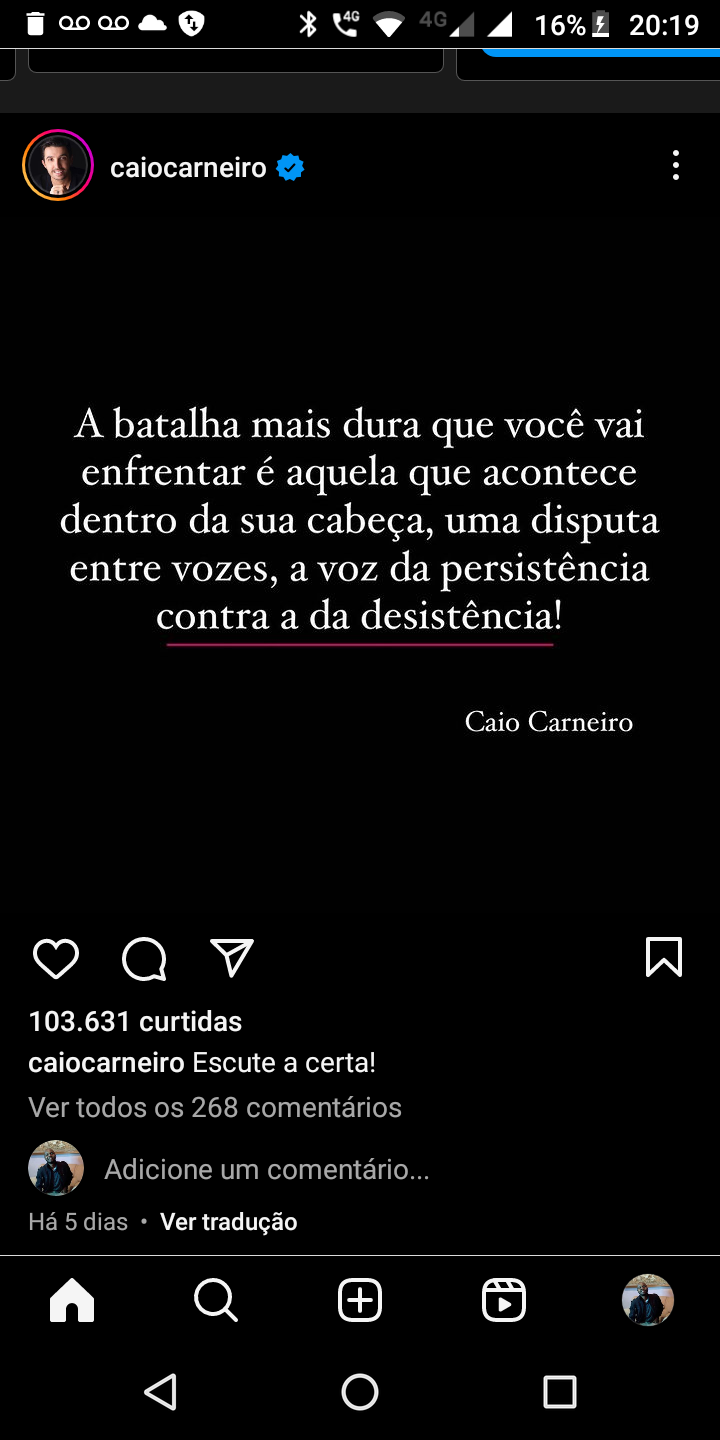 4G 4G 16% 20:19
caiocarneiro
A batalha mais dura que você vai
enfrentar é aquela que acontece
dentro da sua cabeça, uma disputa
entre vozes, a voz da persistência
contra a da desistência!
Caio Carneiro
103.631 curtidas
caiocarneiro Escute a certa!
Ver todos os 268 comentários
Adicione um comentário...
Há 5 dias • Ver tradução